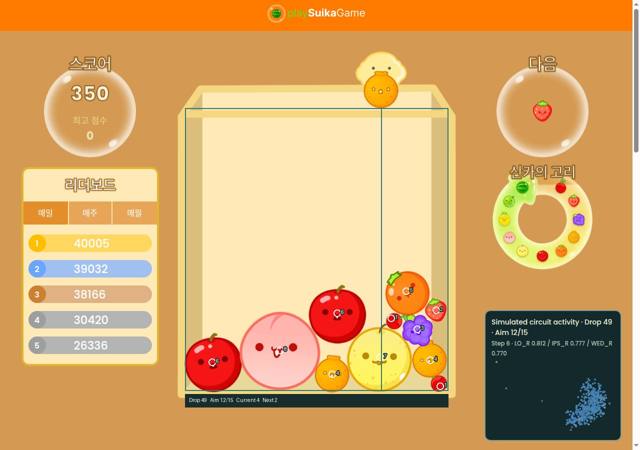 playSuikaGame
스코어
350
최고 점수
0
다음
신카의 고리
리더보드
매일
매주
매월
1 40005
2 39032
3 38166
4 30420
5 26336
Simulated circuit activity · Drop 49
· Aim 12/15
Step 6 · LO_R 0.812 / IPS_R 0.777 / WED_R
0.770
Drop 49 Aim 12/15 Current 4 Next 2